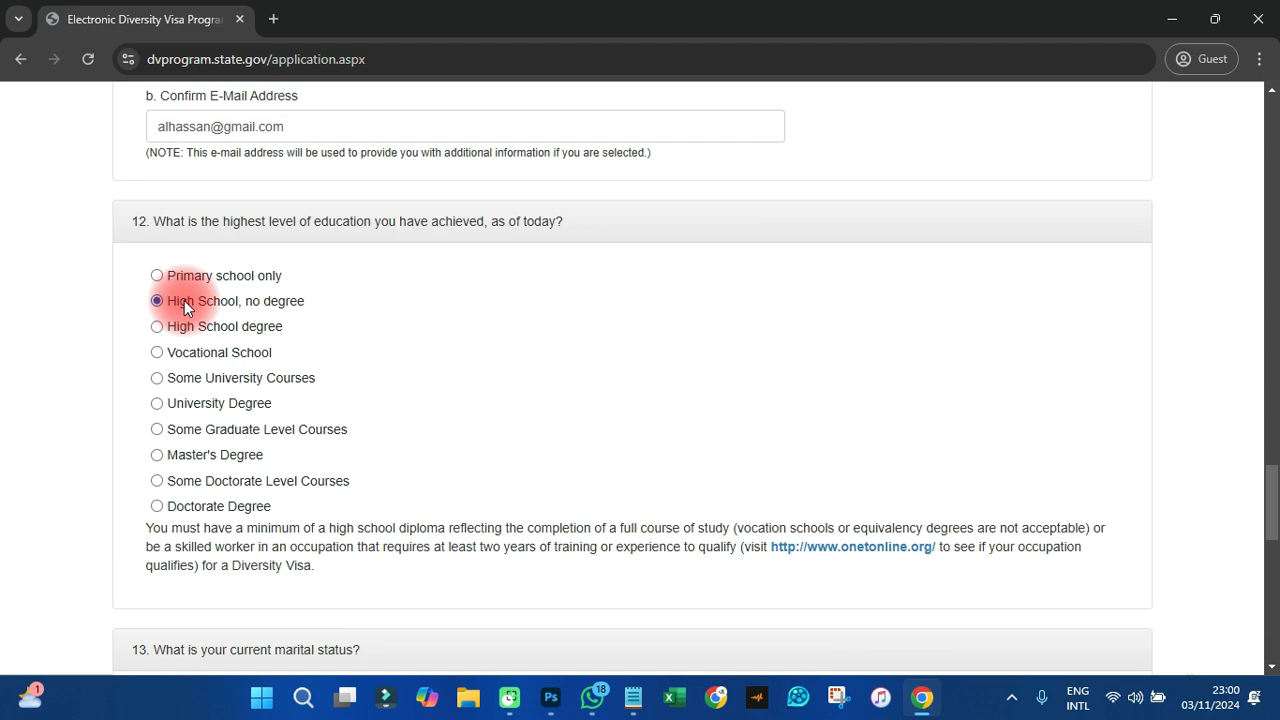 Electronic Diversity Visa Progra
dvprogram.state.gov/application.aspx
Guest
b. Confirm E-Mail Address
alhassan@gmail.com
(NOTE: This e-mail address will be used to provide you with additional information if you are selected.)
12. What is the highest level of education you have achieved, as of today?
Primary school only
High School, no degree
High School degree
Vocational School
Some University Courses
University Degree
Some Graduate Level Courses
Master's Degree
Some Doctorate Level Courses
Doctorate Degree
You must have a minimum of a high school diploma reflecting the completion of a full course of study (vocation schools or equivalency degrees are not acceptable) or
be a skilled worker in an occupation that requires at least two years of training or experience to qualify (visit http://www.onetonline.org/ to see if your occupation
qualifies) for a Diversity Visa.
13. What is your current marital status?
1
Ps
18
ENG
INTL
23:00
03/11/2024